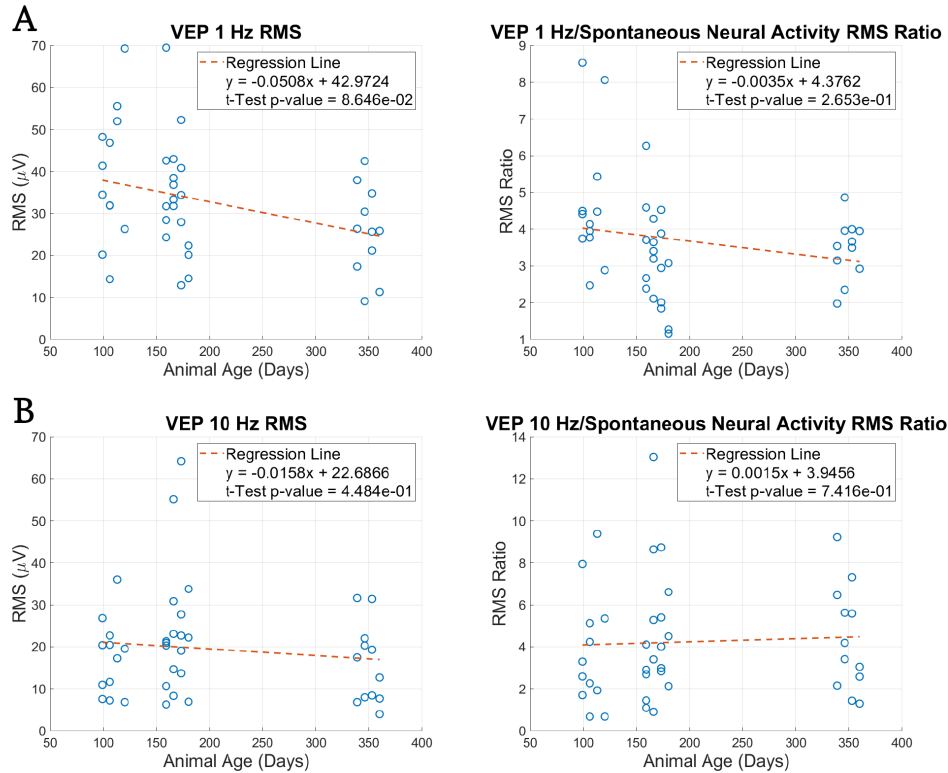 A
VEP 1 Hz RMS
Regression Line
y = -0.0508x + 42.9724
t-Test p-value = 8.646e-02
RMS (μV)
70
60
50
40
30
20
10
0
50 100 150 200 250 300 350 400
Animal Age (Days)
VEP 1 Hz/Spontaneous Neural Activity RMS Ratio
Regression Line
y = -0.0035x + 4.3762
t-Test p-value = 2.653e-01
RMS Ratio
9
8
7
6
5
4
3
2
1
50 100 150 200 250 300 350 400
Animal Age (Days)
B
VEP 10 Hz RMS
Regression Line
y = -0.0158x + 22.6866
t-Test p-value = 4.484e-01
RMS (μV)
70
60
50
40
30
20
10
0
50 100 150 200 250 300 350 400
Animal Age (Days)
VEP 10 Hz/Spontaneous Neural Activity RMS Ratio
Regression Line
y = 0.0015x + 3.9456
t-Test p-value = 7.416e-01
RMS Ratio
14
12
10
8
6
4
2
0
50 100 150 200 250 300 350 400
Animal Age (Days)